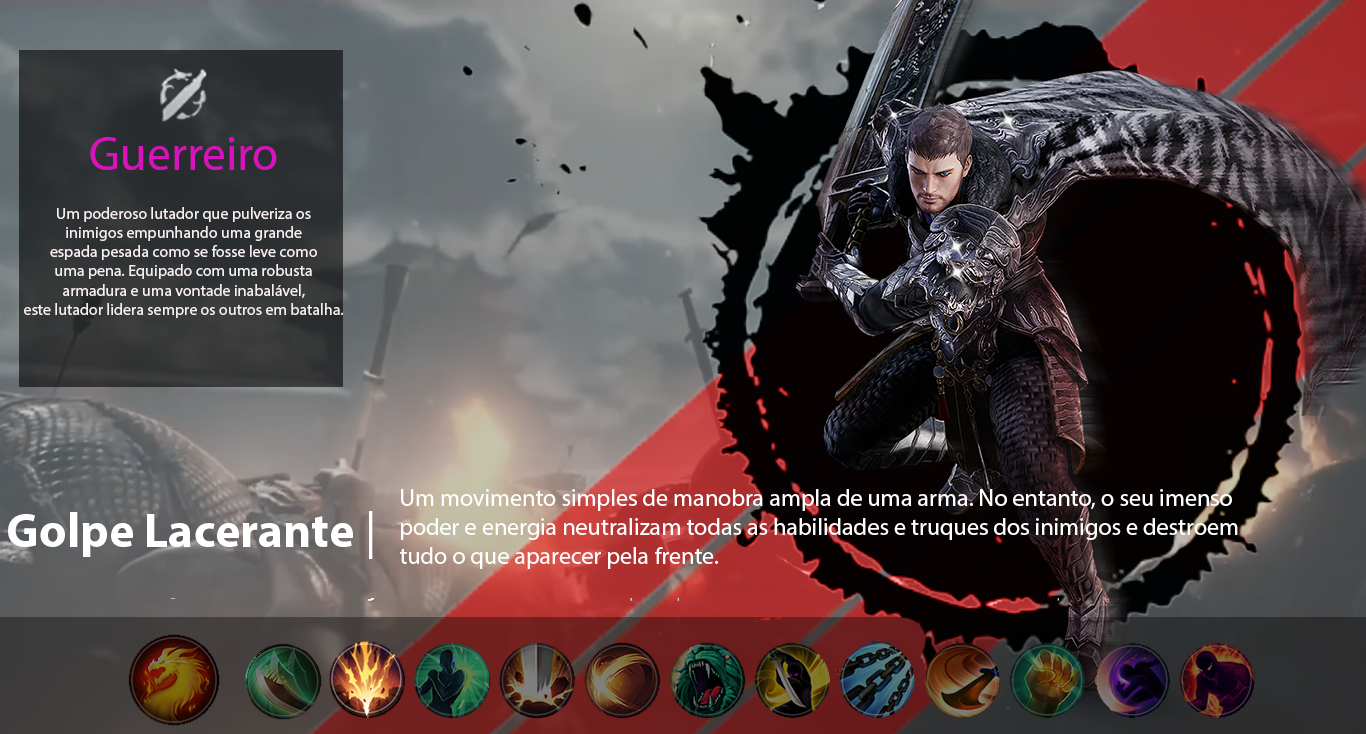 Guerreiro
Um poderoso lutador que pulveriza os
inimigos empunhando uma grande
espada pesada como se fosse leve como
uma pena. Equipado com uma robusta
armadura e uma vontade inabalável,
este lutador lidera sempre os outros em batalha.
Golpe Lacerante |
Um movimento simples de manobra ampla de uma arma. No entanto, o seu imenso
poder e energia neutralizam todas as habilidades e truques dos inimigos e destroem
tudo o que aparecer pela frente.